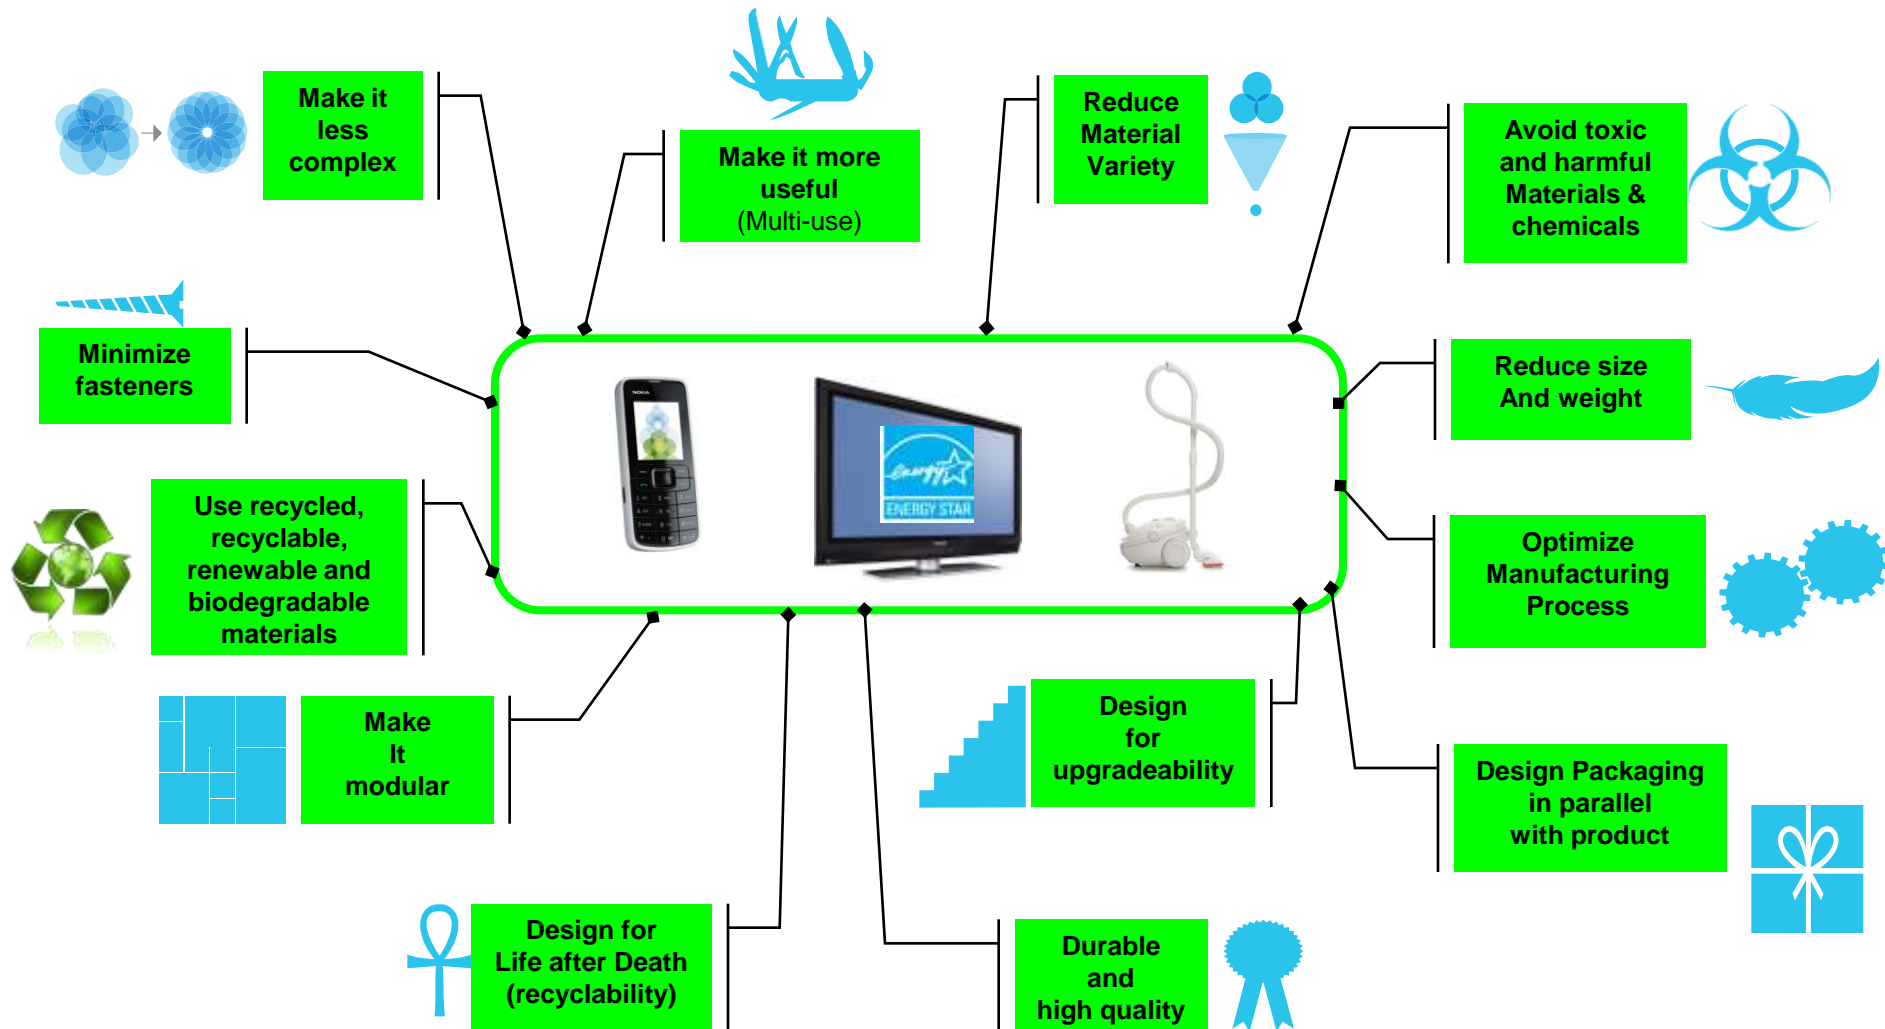 Make it
less
complex
Make it more
useful
(Multi-use)
Reduce
Material
Variety
Avoid toxic
and harmful
Materials &
chemicals
Minimize
fasteners
Reduce size
And weight
NOKIA
energy
ENERGY STAR
Use recycled,
recyclable,
renewable and
biodegradable
materials
Optimize
Manufacturing
Process
Make
It
modular
Design
for
upgradeability
Design Packaging
in parallel
with product
Design for
Life after Death
(recyclability)
Durable
and
high quality